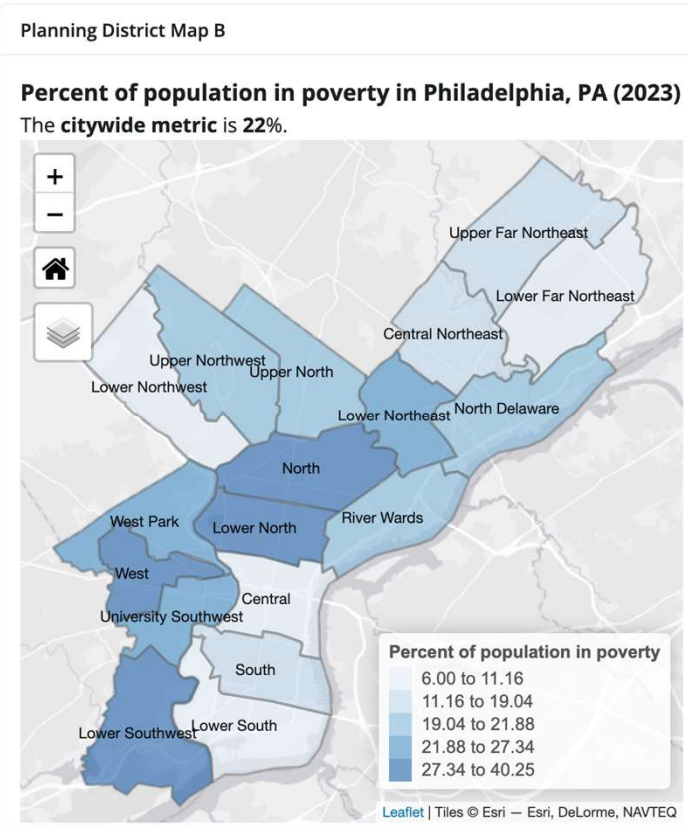 Planning District Map B
Percent of population in poverty in Philadelphia, PA (2023)
The citywide metric is 22%.
+
−
Upper Far Northeast
Lower Far Northeast
Central Northeast
Upper Northwest
Upper North
Lower Northwest
Lower Northeast
North Delaware
North
West Park
Lower North
River Wards
West
Central
University Southwest
South
Lower South
Lower Southwest
Percent of population in poverty
6.00 to 11.16
11.16 to 19.04
19.04 to 21.88
21.88 to 27.34
27.34 to 40.25
Leaflet | Tiles © Esri — Esri, DeLorme, NAVTEQ